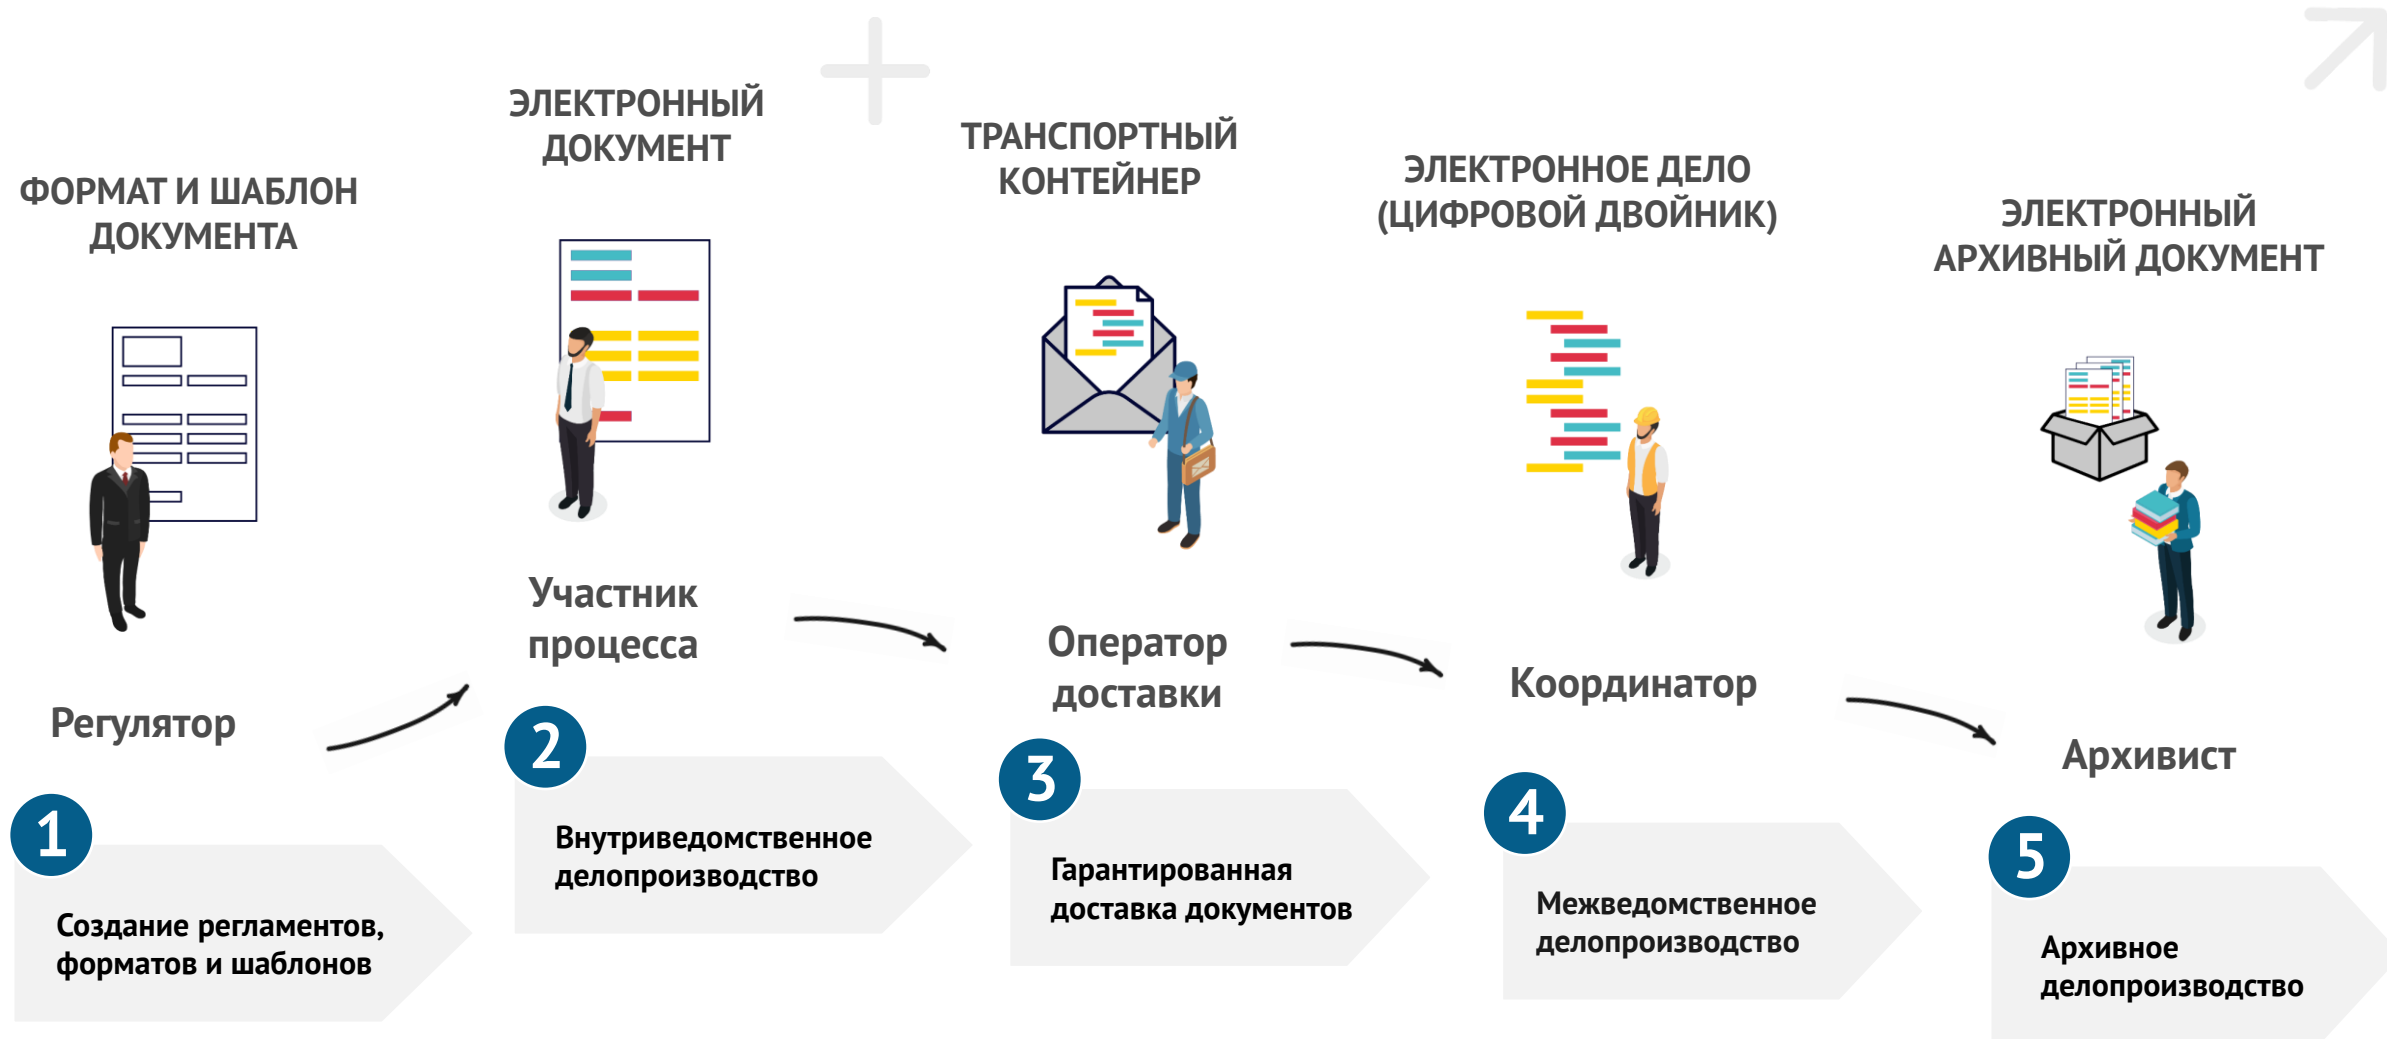 ФОРМАТ И ШАБЛОН
ДОКУМЕНТА
Регулятор
1
Создание регламентов,
форматов и шаблонов
ЭЛЕКТРОННЫЙ
ДОКУМЕНТ
Участник
процесса
2
Внутриведомственное
делопроизводство
ТРАНСПОРТНЫЙ
КОНТЕЙНЕР
Оператор
доставки
3
Гарантированная
доставка документов
ЭЛЕКТРОННОЕ ДЕЛО
(ЦИФРОВОЙ ДВОЙНИК)
Координатор
4
Межведомственное
делопроизводство
ЭЛЕКТРОННЫЙ
АРХИВНЫЙ ДОКУМЕНТ
Архивист
5
Архивное
делопроизводство